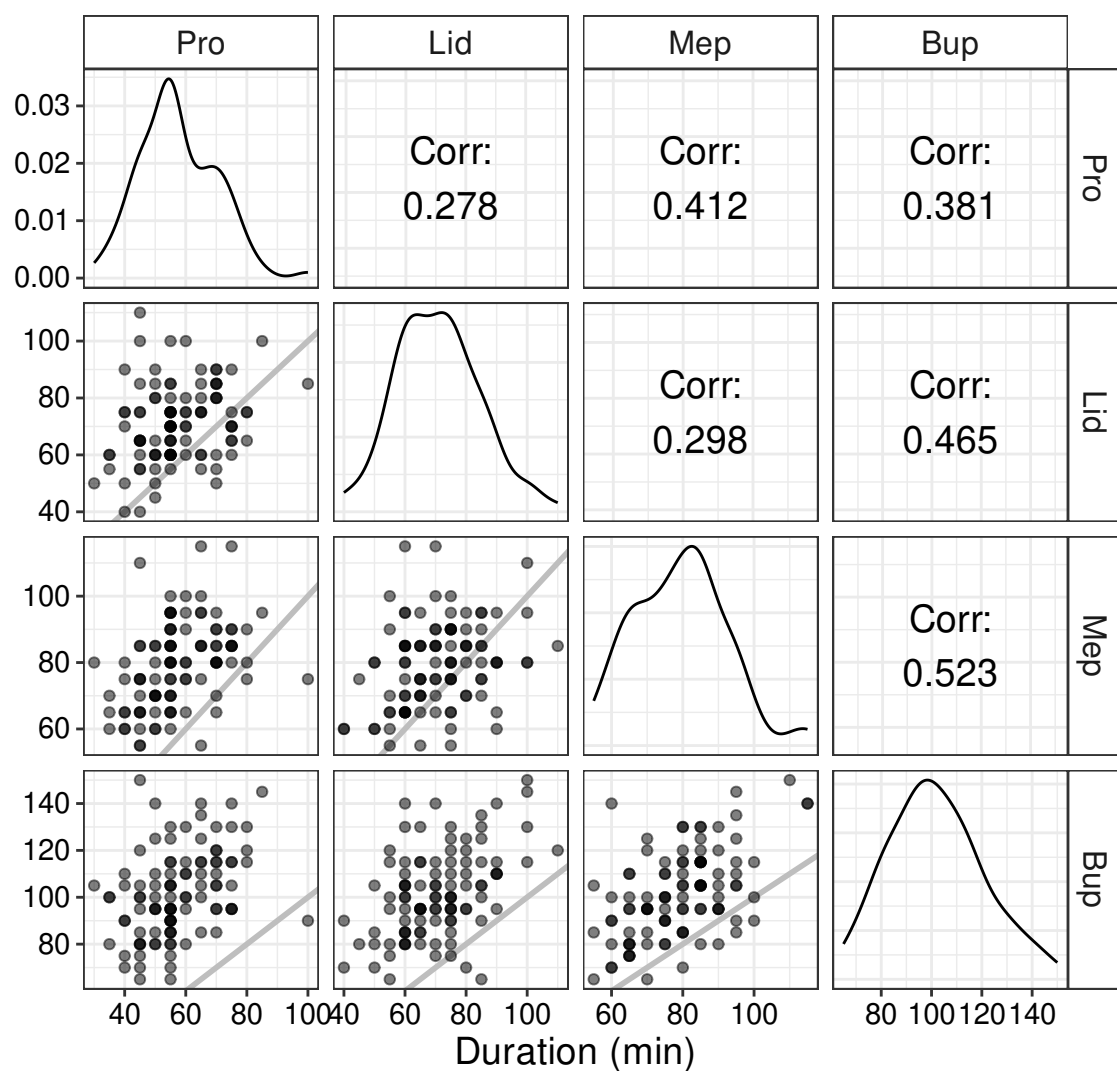 Pro Lid Mep Bup
0.03
0.02
0.01
0.00
Corr:
0.278
Corr:
0.412
Corr:
0.381
Pro
100
80
60
40
Corr:
0.298
Corr:
0.465
Lid
100
80
60
Corr:
0.523
Mep
140
120
100
80
Bup
40 60 80 100 40 60 80 100 60 80 100 80 100 120 140
Duration (min)